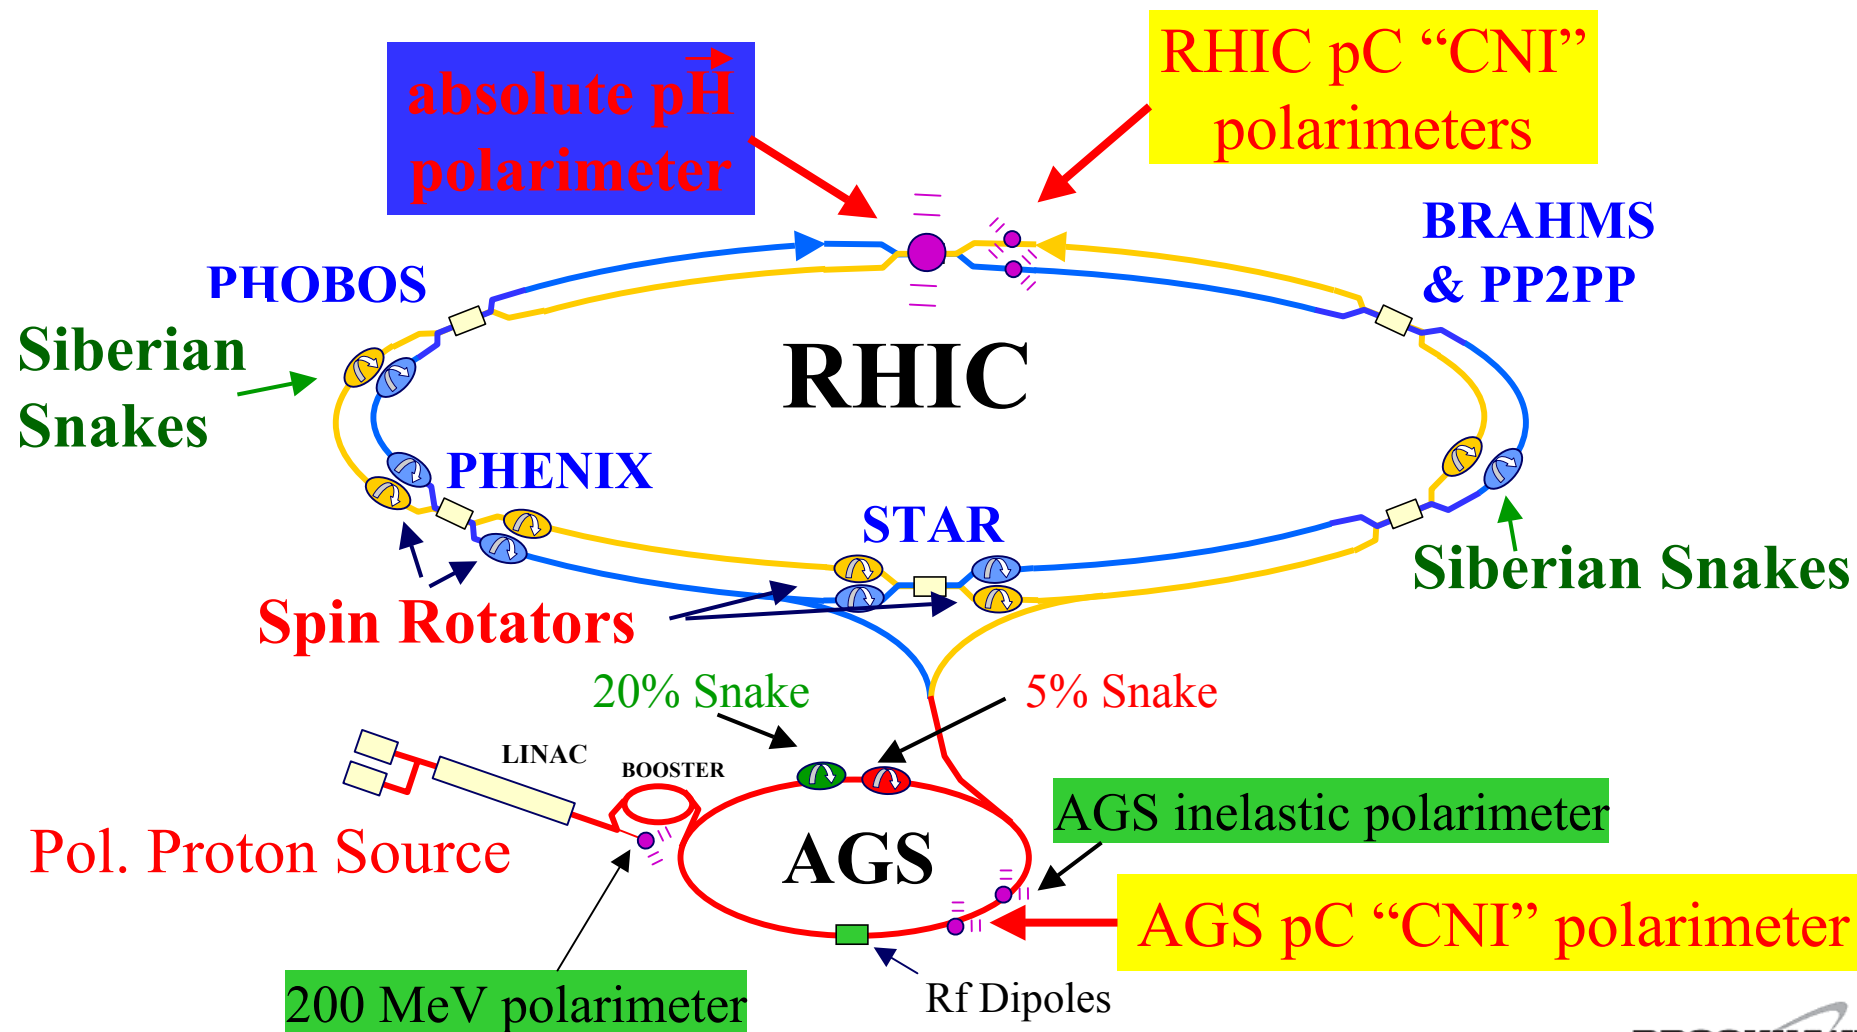 absolute pH
polarimeter
RHIC pC “CNI”
polarimeters
BRAHMS
& PP2PP
PHOBOS
Siberian
Snakes
RHIC
PHENIX
STAR
Siberian Snakes
Spin Rotators
20% Snake
5% Snake
LINAC
BOOSTER
Pol. Proton Source
AGS
AGS inelastic polarimeter
AGS pC “CNI” polarimeter
200 MeV polarimeter
Rf Dipoles